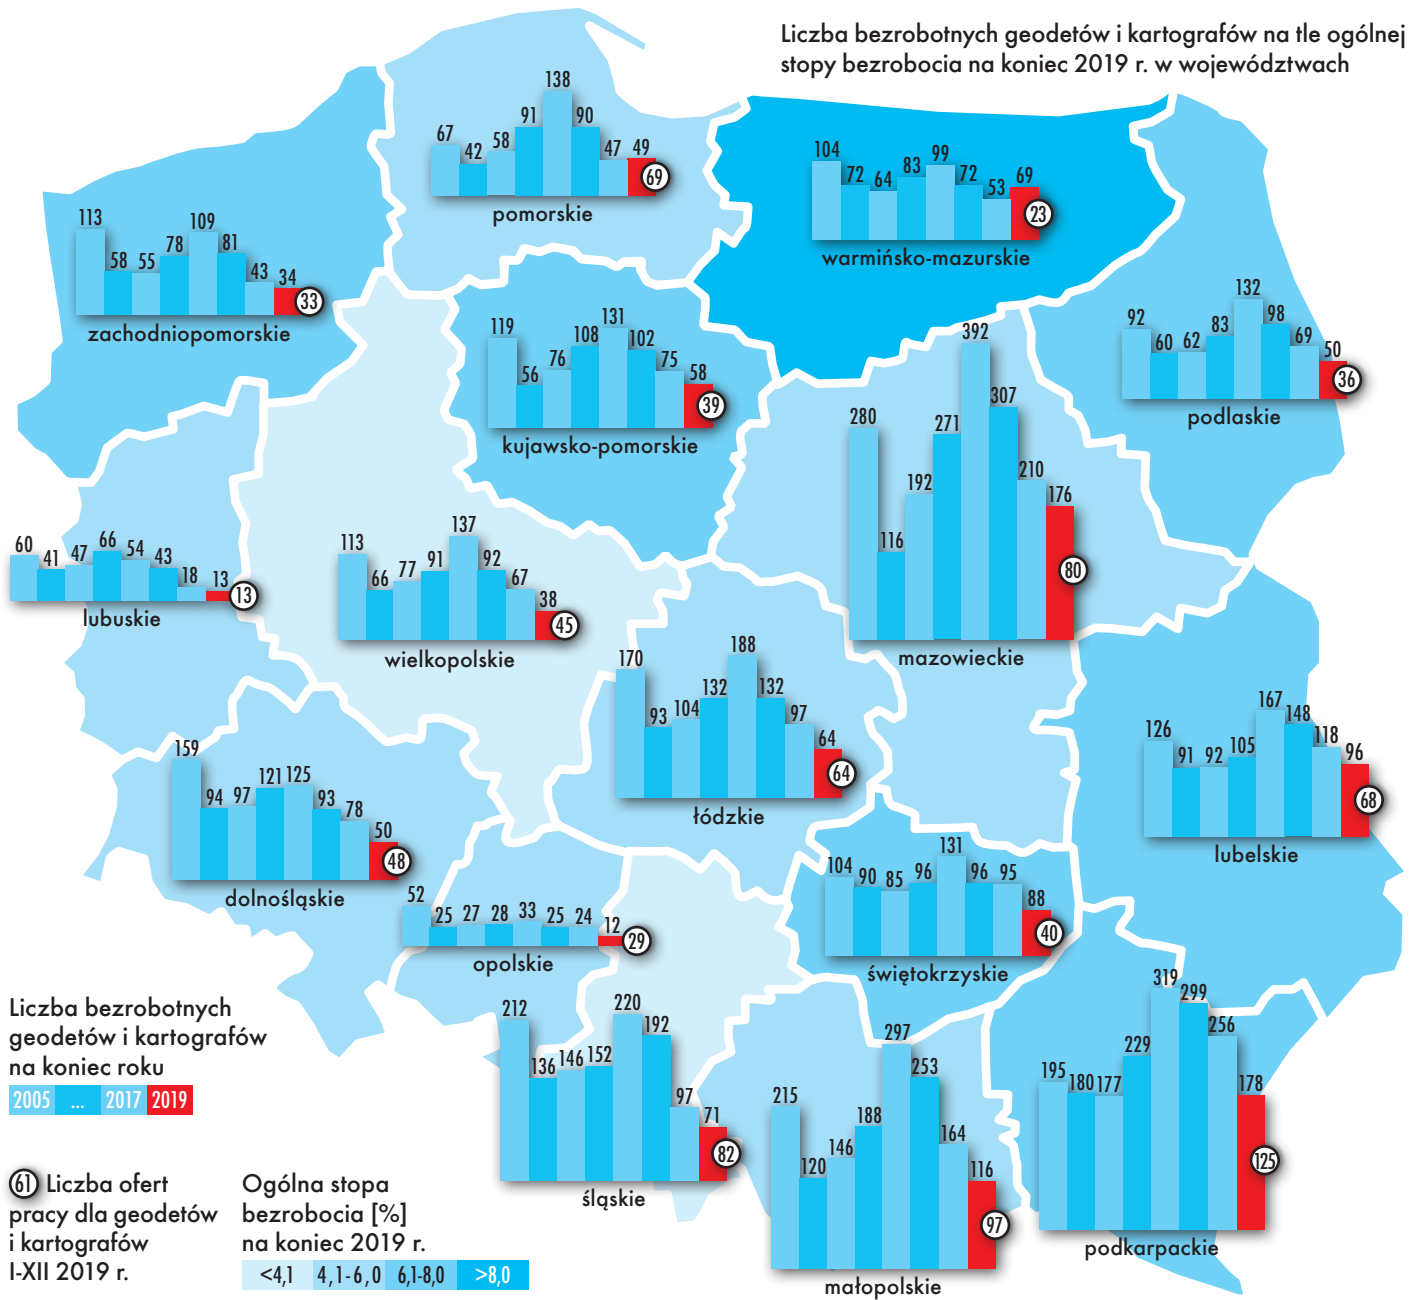 Liczba bezrobotnych geodetów i kartografów na tle ogólnej
stopy bezrobocia na koniec 2019 r. w województwach
67 42 58 91 138 90 47 49
69
pomorskie
104 72 64 83 99 72 53 69
23
warmińsko-mazurskie
113 58 55 78 109 81 43 34
33
zachodniopomorskie
119 56 76 108 131 102 75 58
39
kujawsko-pomorskie
92 60 62 83 132 98 69 50
36
podlaskie
280 116 192 271 392 307 210 176
80
mazowieckie
60 41 47 66 54 43 18 13
13
lubuskie
113 66 77 91 137 92 67 38
45
wielkopolskie
170 93 104 132 188 132 97 64
64
łódzkie
126 91 92 105 167 148 118 96
68
lubelskie
159 94 97 121 125 93 78 50
48
dolnośląskie
52 25 27 28 33 25 24 12
29
opolskie
104 90 85 96 131 96 95 88
40
świętokrzyskie
212 136 146 152 220 192 97 71
82
śląskie
215 120 146 188 297 253 164 116
97
małopolskie
195 180 177 229 319 299 256 178
125
podkarpackie
Liczba bezrobotnych
geodetów i kartografów
na koniec roku
2005 ... 2017 2019
61 Liczba ofert
pracy dla geodetów
i kartografów
I-XII 2019 r.
Ogólna stopa
bezrobocia [%]
na koniec 2019 r.
<4,1 4,1-6,0 6,1-8,0 >8,0